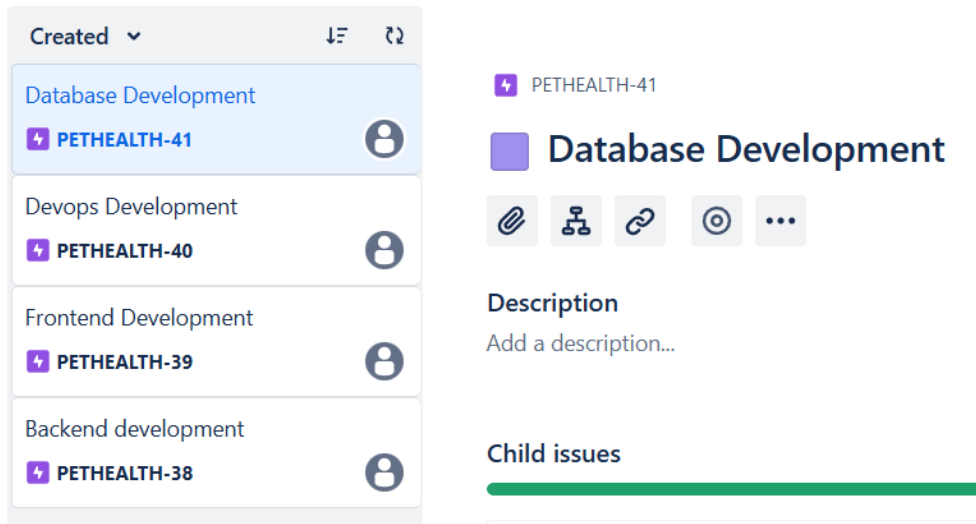 Created
Database Development
PETHEALTH-41
Devops Development
PETHEALTH-40
Frontend Development
PETHEALTH-39
Backend development
PETHEALTH-38
PETHEALTH-41
Database Development
Description
Add a description...
Child issues